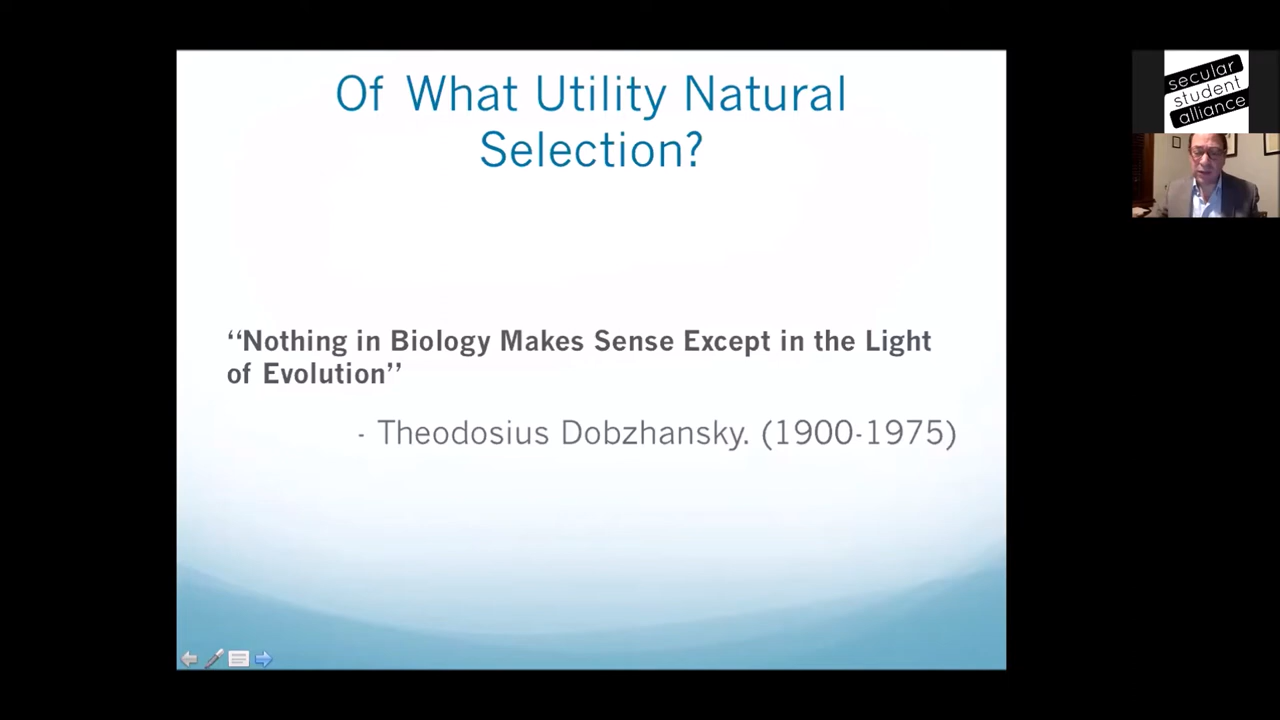 Of What Utility Natural
Selection?
‘‘Nothing in Biology Makes Sense Except in the Light
of Evolution’’
- Theodosius Dobzhansky. (1900-1975)
secular
student
alliance